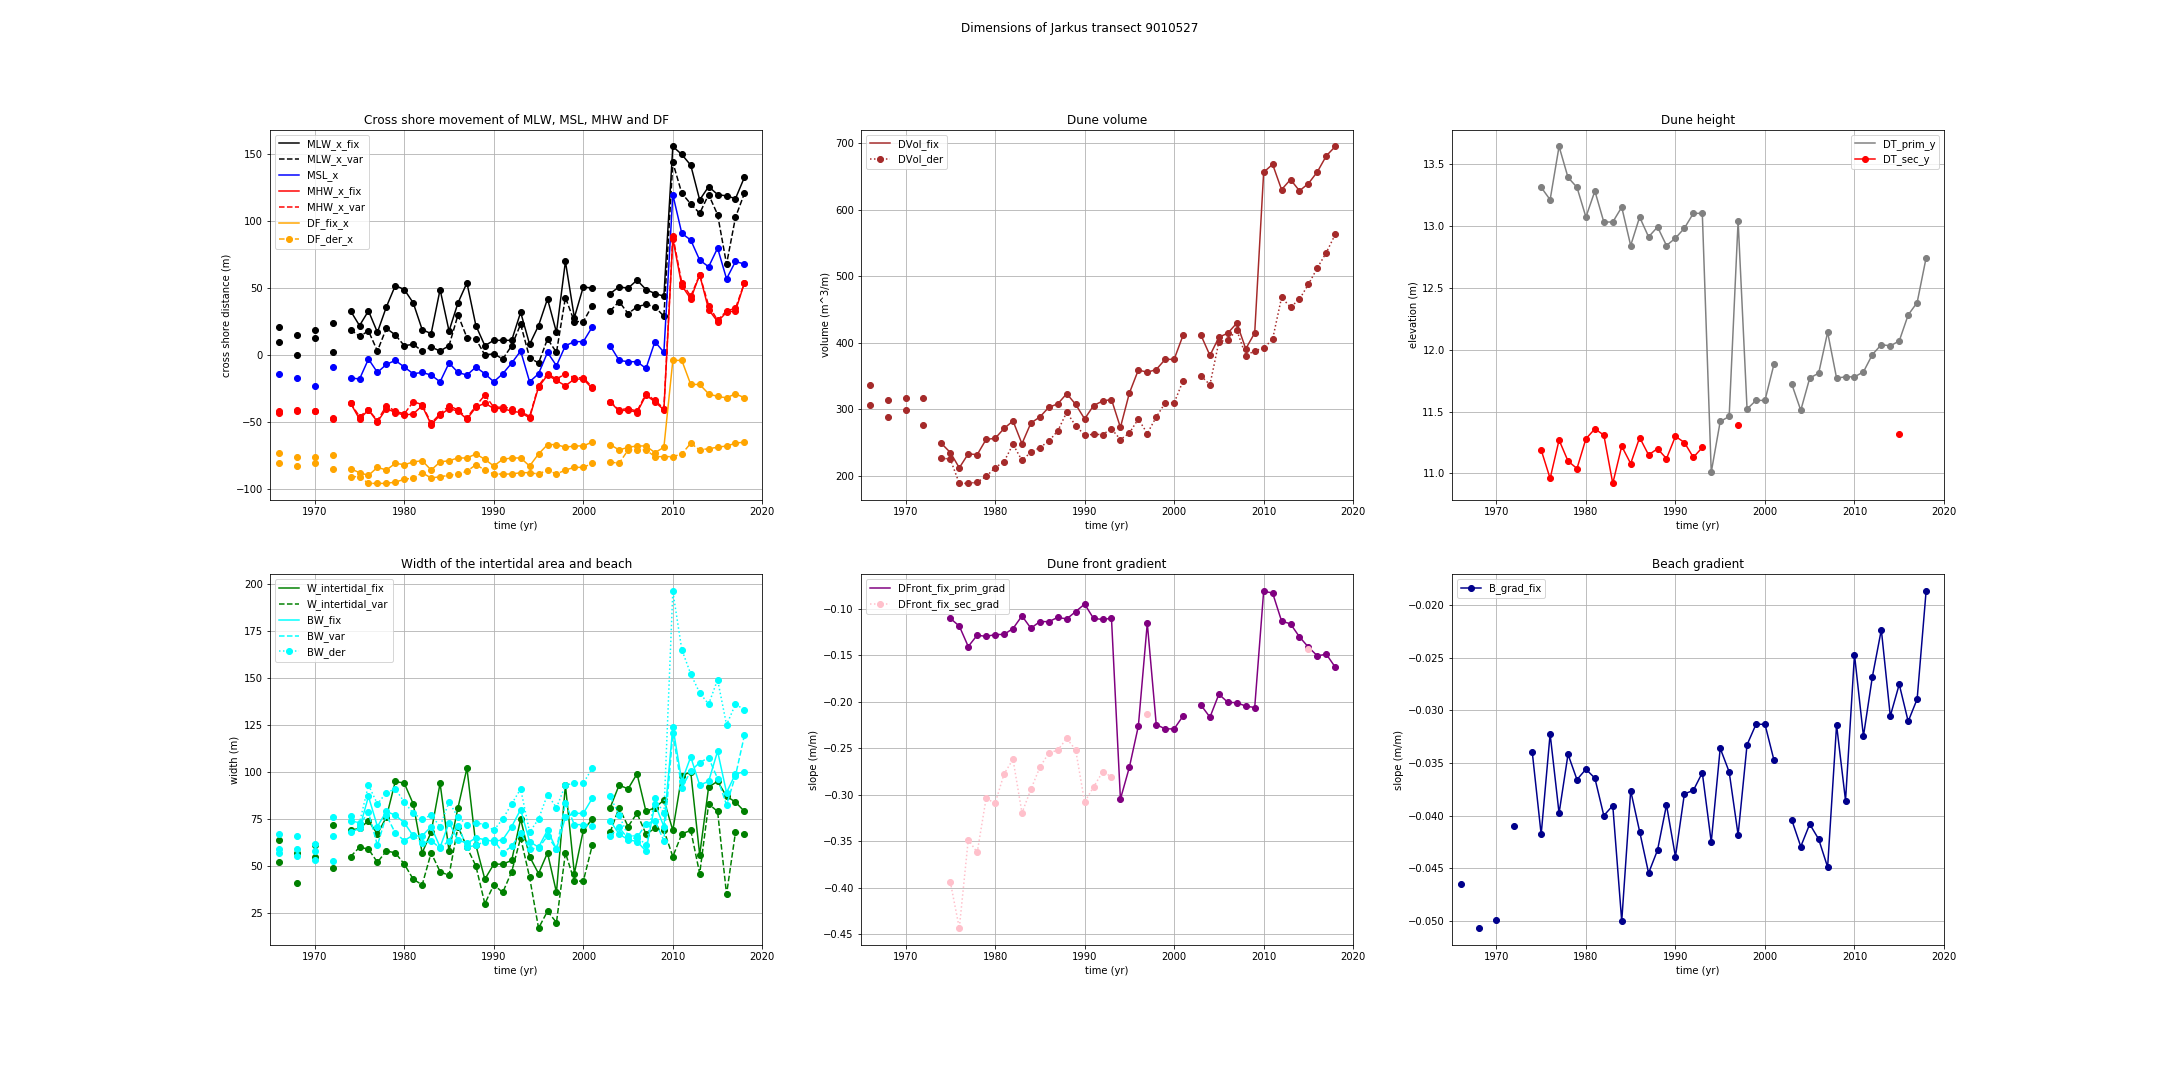 Dimensions of Jarkus transect 9010527
Cross shore movement of MLW, MSL, MHW and DF
MLW_x_fix
MLW_x_var
MSL_x
MHW_x_fix
MHW_x_var
DF_fix_x
DF_der_x
150
100
50
0
−50
−100
cross shore distance (m)
1970 1980 1990 2000 2010 2020
time (yr)
Dune volume
DVol_fix
DVol_der
700
600
500
400
300
200
volume (m^3/m)
1970 1980 1990 2000 2010 2020
time (yr)
Dune height
DT_prim_y
DT_sec_y
13.5
13.0
12.5
12.0
11.5
11.0
elevation (m)
1970 1980 1990 2000 2010 2020
time (yr)
Width of the intertidal area and beach
W_intertidal_fix
W_intertidal_var
BW_fix
BW_var
BW_der
200
175
150
125
100
75
50
25
width (m)
1970 1980 1990 2000 2010 2020
time (yr)
Dune front gradient
DFront_fix_prim_grad
DFront_fix_sec_grad
−0.10
−0.15
−0.20
−0.25
−0.30
−0.35
−0.40
−0.45
slope (m/m)
1970 1980 1990 2000 2010 2020
time (yr)
Beach gradient
B_grad_fix
−0.020
−0.025
−0.030
−0.035
−0.040
−0.045
−0.050
slope (m/m)
1970 1980 1990 2000 2010 2020
time (yr)